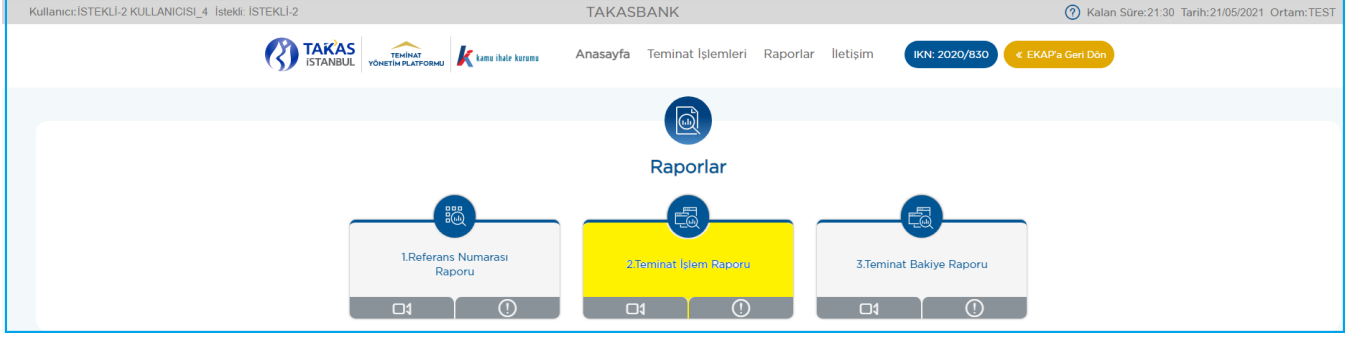 Kullanıcı:İSTEKLİ-2 KULLANICISI_4 İstekli: İSTEKLİ-2
TAKASBANK
? Kalan Süre:21:30 Tarih:21/05/2021 Ortam:TEST
TAKAS
İSTANBUL
TEMİNAT
YÖNETİM PLATFORMU
kamu ihale kurumu
Anasayfa Teminat İşlemleri Raporlar İletişim
IKN: 2020/830
« EKAP'a Geri Dön
Raporlar
1.Referans Numarası
Raporu
2.Teminat İşlem Raporu
3.Teminat Bakiye Raporu